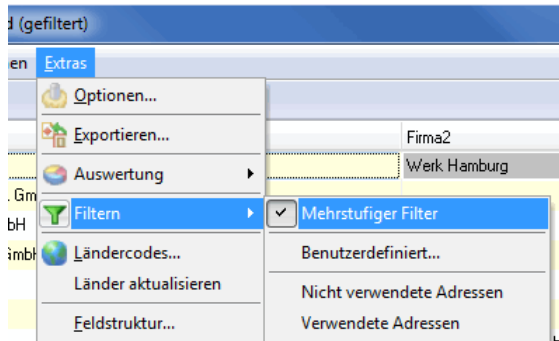 d (gefiltert)
en Extras
Optionen...
Exportieren...
Firma2
Auswertung
Werk Hamburg
. Gm
Filtern
Mehrstufiger Filter
bH
Ländercodes...
Benutzerdefiniert...
Länder aktualisieren
Nicht verwendete Adressen
Feldstruktur...
Verwendete Adressen